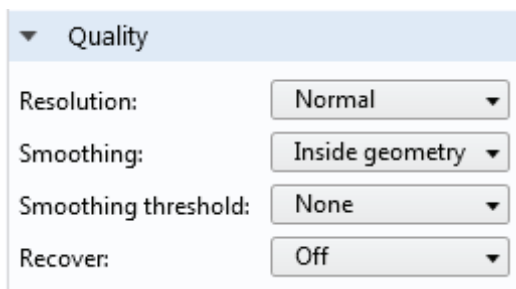 Quality
Resolution: Normal
Smoothing: Inside geometry
Smoothing threshold: None
Recover: Off